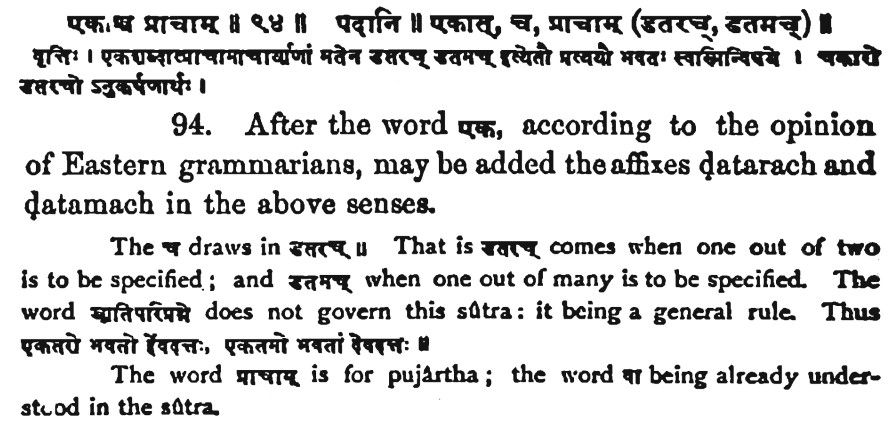 एकाच्च प्राचाम् ॥ ९४ ॥ पदानि ॥ एकात्, च, प्राचाम् (डतरच्, डतमच्) ॥
वृत्तिः । एकशब्दात्प्राचामाचार्याणां मतेन डतरच् डतमच् इत्येतौ प्रत्ययौ भवतः स्वस्मिन्विषये । चकारो
डतरचो ऽनुकर्षणार्थः ।
94. After the word एक, according to the opinion
of Eastern grammarians, may be added the affixes ḍatarach and
ḍatamach in the above senses.
The च draws in डतरच् ॥ That is डतरच् comes when one out of two
is to be specified; and डतमच् when one out of many is to be specified. The
word जातिपरिप्रश्ने does not govern this sûtra: it being a general rule. Thus
एकतरो भवतो र्देवदत्तः, एकतमो भवतां देवदत्तः ॥
The word प्राचाम् is for pujârtha; the word वा being already under-
stood in the sûtra.